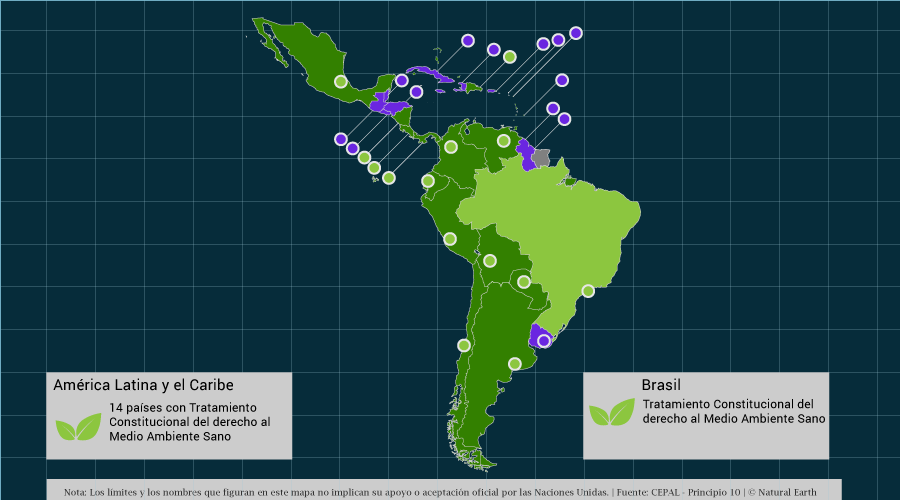 América Latina y el Caribe
14 países con Tratamiento
Constitucional del derecho al
Medio Ambiente Sano
Brasil
Tratamiento Constitucional del
derecho al Medio Ambiente Sano
Nota: Los límites y los nombres que figuran en este mapa no implican su apoyo o aceptación oficial por las Naciones Unidas. | Fuente: CEPAL - Principio 10 | © Natural Earth